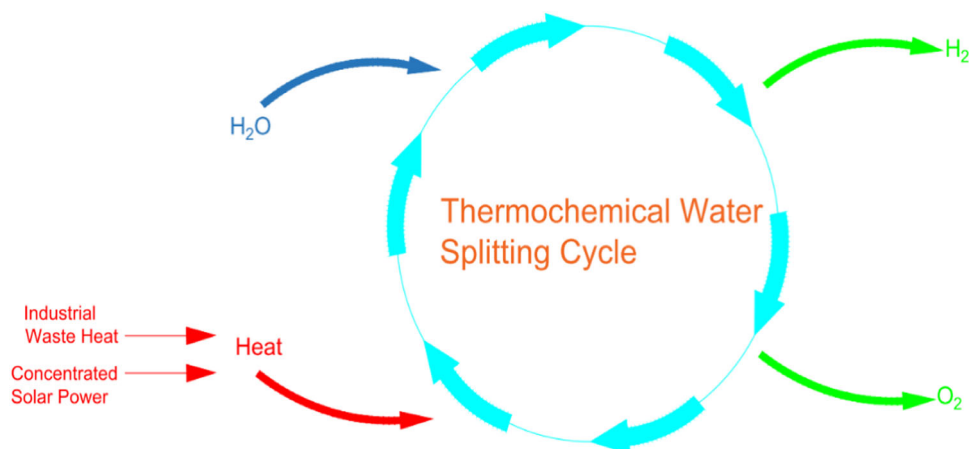 H₂
H₂O
Thermochemical Water
Splitting Cycle
Industrial
Waste Heat
Heat
Concentrated
Solar Power
O₂